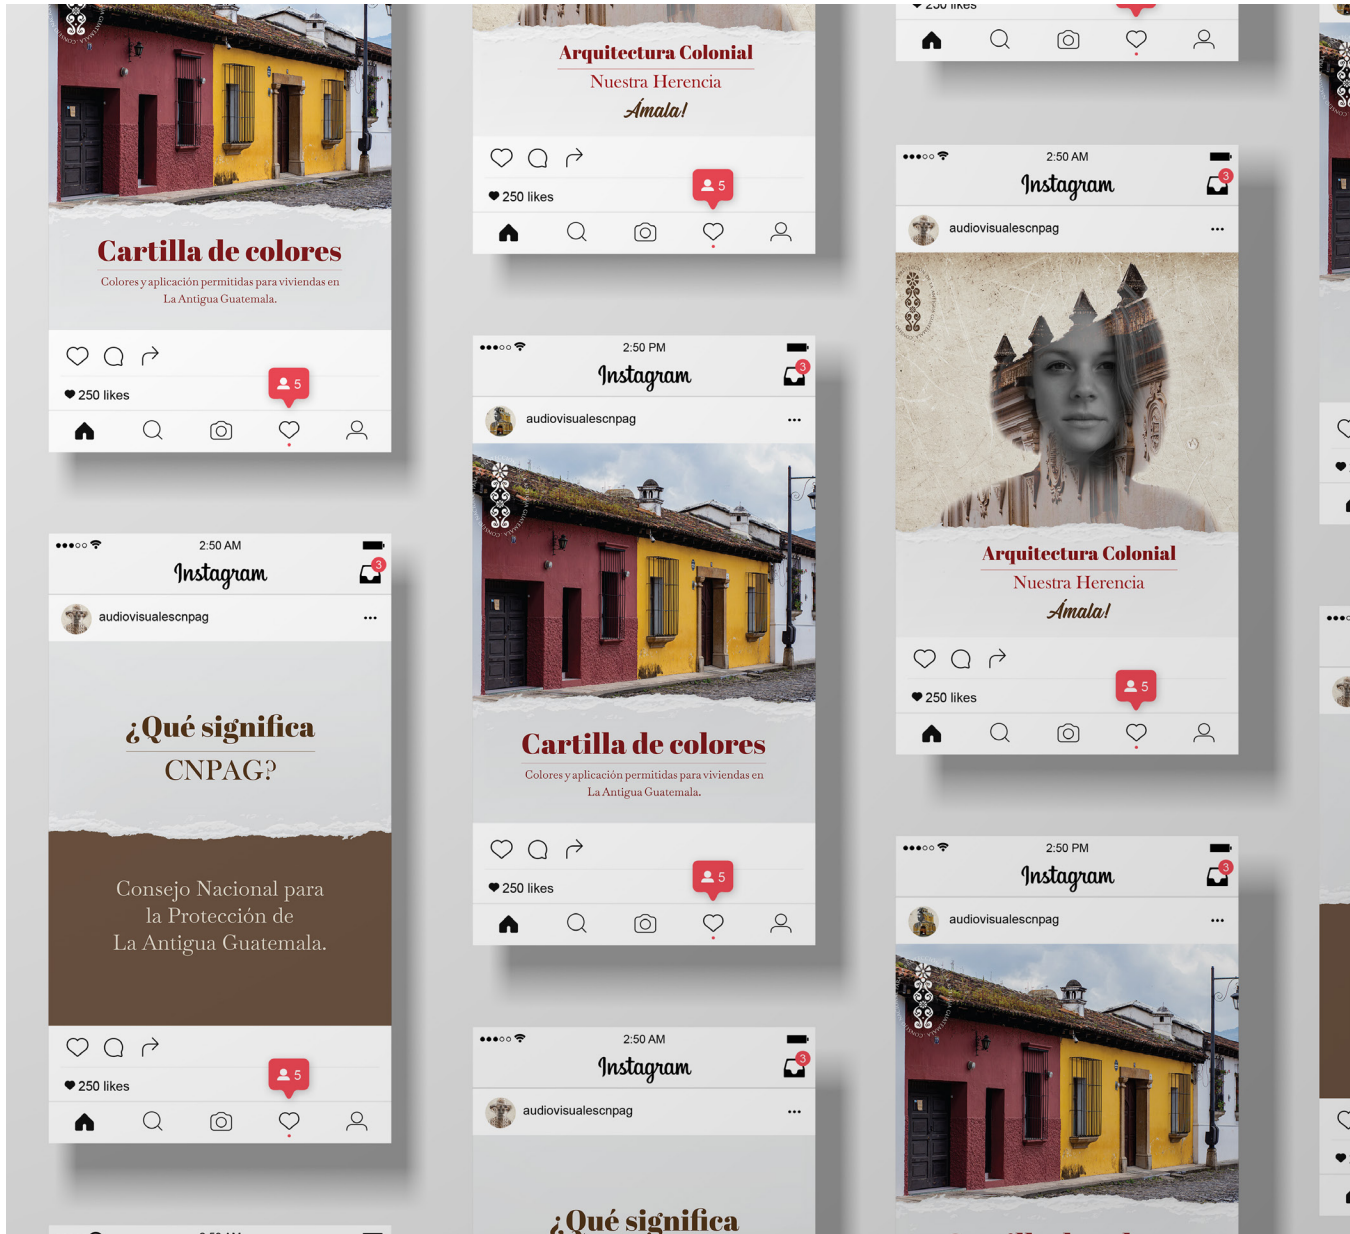 Cartilla de colores
Colores y aplicación permitidas para viviendas en
La Antigua Guatemala.
250 likes
5
2:50 AM
Instagram
3
audiovisualescnpag
¿Qué significa
CNPAG?
Consejo Nacional para
la Protección de
La Antigua Guatemala.
250 likes
5
Arquitectura Colonial
Nuestra Herencia
Ámala!
250 likes
5
2:50 PM
Instagram
3
audiovisualescnpag
Cartilla de colores
Colores y aplicación permitidas para viviendas en
La Antigua Guatemala.
250 likes
5
2:50 AM
Instagram
3
audiovisualescnpag
¿Qué significa
250 likes
2:50 AM
Instagram
3
audiovisualescnpag
Arquitectura Colonial
Nuestra Herencia
Ámala!
250 likes
5
2:50 PM
Instagram
3
audiovisualescnpag